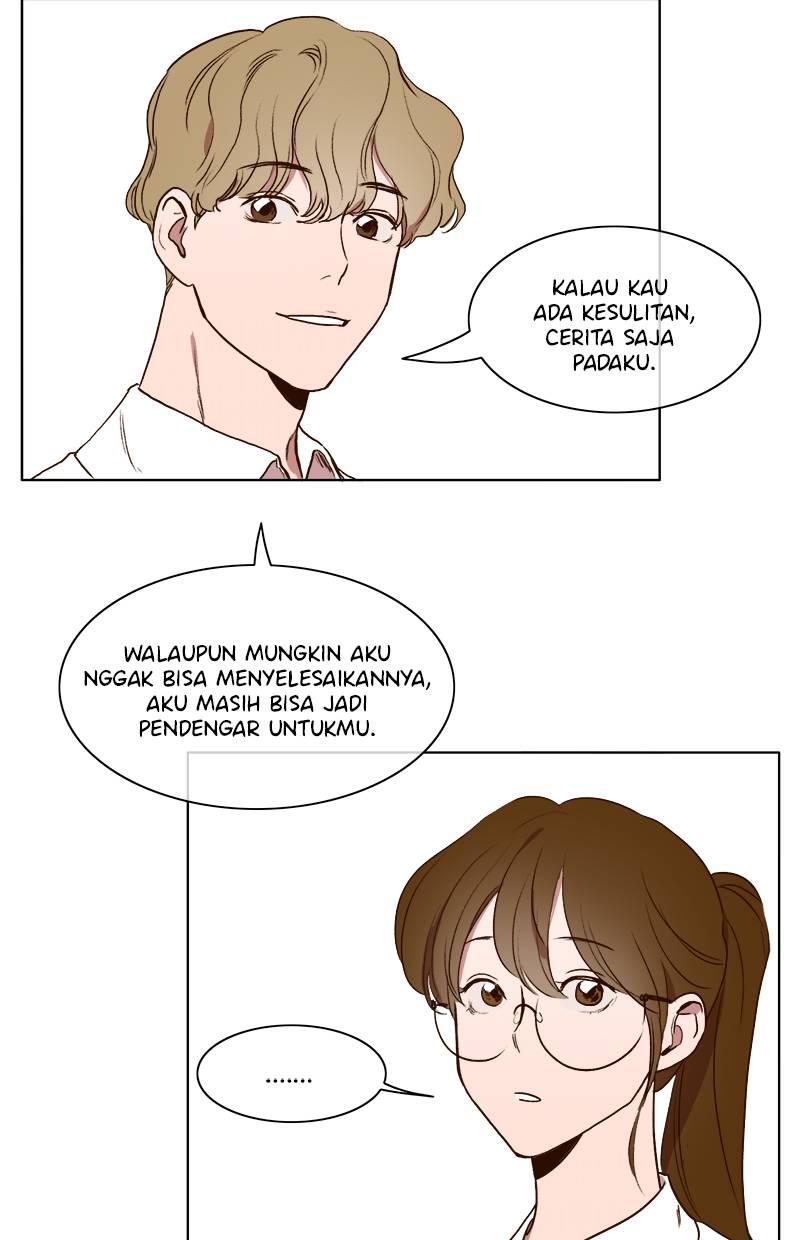 KALAU KAU
ADA KESULITAN,
CERITA SAJA
PADAKU.
WALAUPUN MUNGKIN AKU
NGGAK BISA MENYELESAIKANNYA,
AKU MASIH BISA JADI
PENDENGAR UNTUKMU.
.......